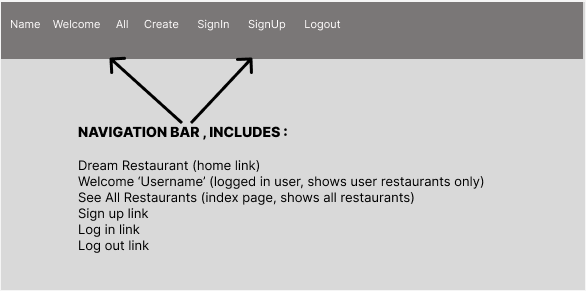 Name Welcome All Create SignIn SignUp Logout
NAVIGATION BAR , INCLUDES :
Dream Restaurant (home link)
Welcome ‘Username’ (logged in user, shows user restaurants only)
See All Restaurants (index page, shows all restaurants)
Sign up link
Log in link
Log out link